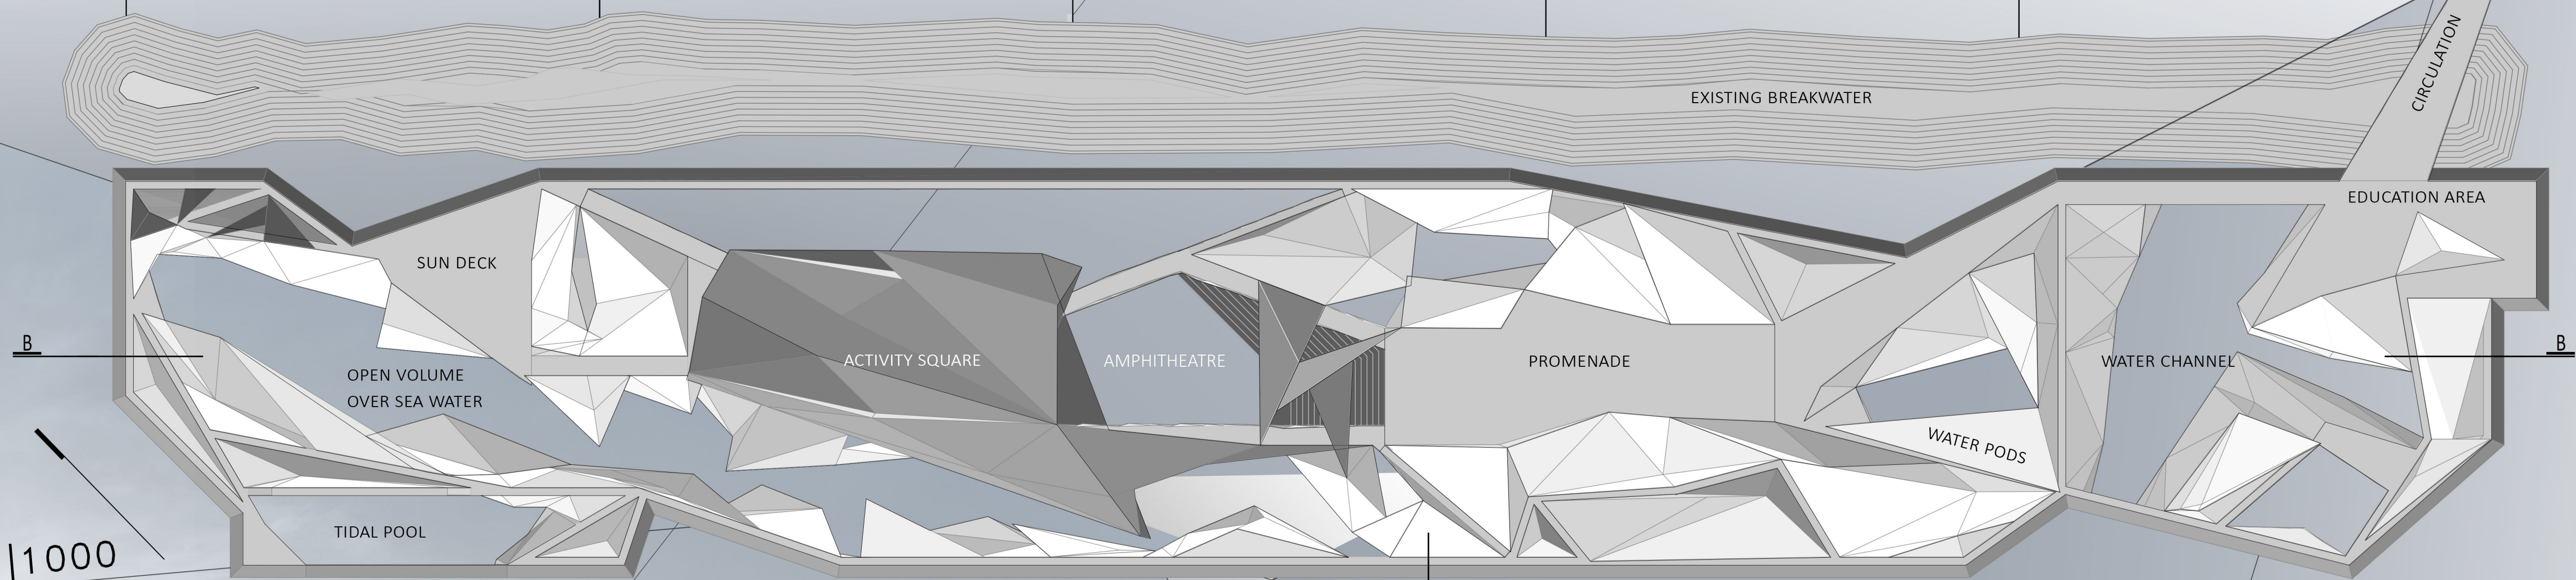 CIRCULATION
EXISTING BREAKWATER
EDUCATION AREA
SUN DECK
B
B
ACTIVITY SQUARE
AMPHITHEATRE
PROMENADE
WATER CHANNEL
OPEN VOLUME
OVER SEA WATER
WATER PODS
TIDAL POOL
1000